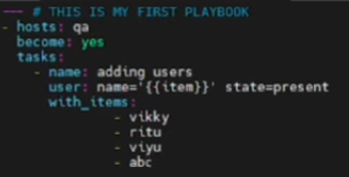 --- # THIS IS MY FIRST PLAYBOOK
- hosts: qa
  become: yes
  tasks:
    - name: adding users
      user: name='{{item}}' state=present
      with_items:
             - vikky
             - ritu
             - viyu
             - abc